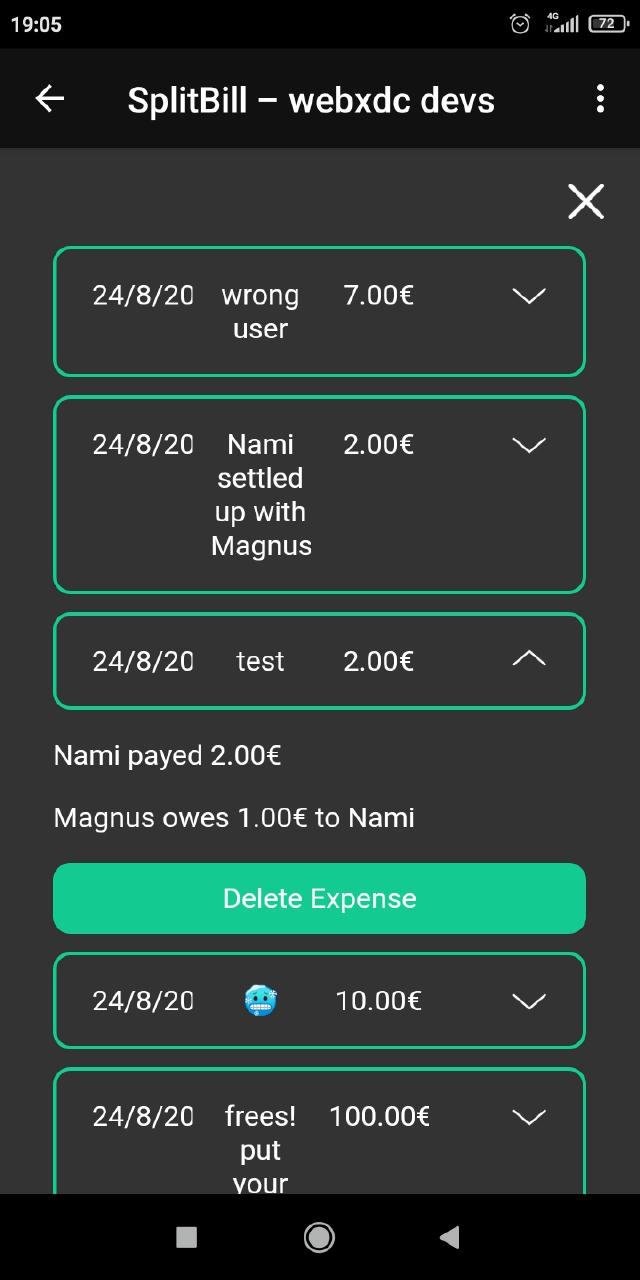 19:05 4G 72
SplitBill – webxdc devs
24/8/20 wrong 7.00€
user
24/8/20 Nami 2.00€
settled
up with
Magnus
24/8/20 test 2.00€
Nami payed 2.00€
Magnus owes 1.00€ to Nami
Delete Expense
24/8/20 🥶 10.00€
24/8/20 frees! 100.00€
put
your